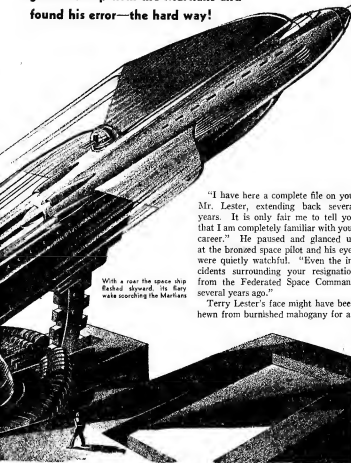 found his error—the hard way!
"I have here a complete file on you
Mr. Lester, extending back severa
years. It is only fair me to tell yo
that I am completely familiar with you
career." He paused and glanced u
at the bronzed space pilot and his eye
were quietly watchful. "Even the in
cidents surrounding your resignatio
from the Federated Space Comman
several years ago."
Terry Lester's face might have bee
hewn from burnished mahogany for a
With a roar the space ship
flashed skyward, its fiery
wake scorching the Martians